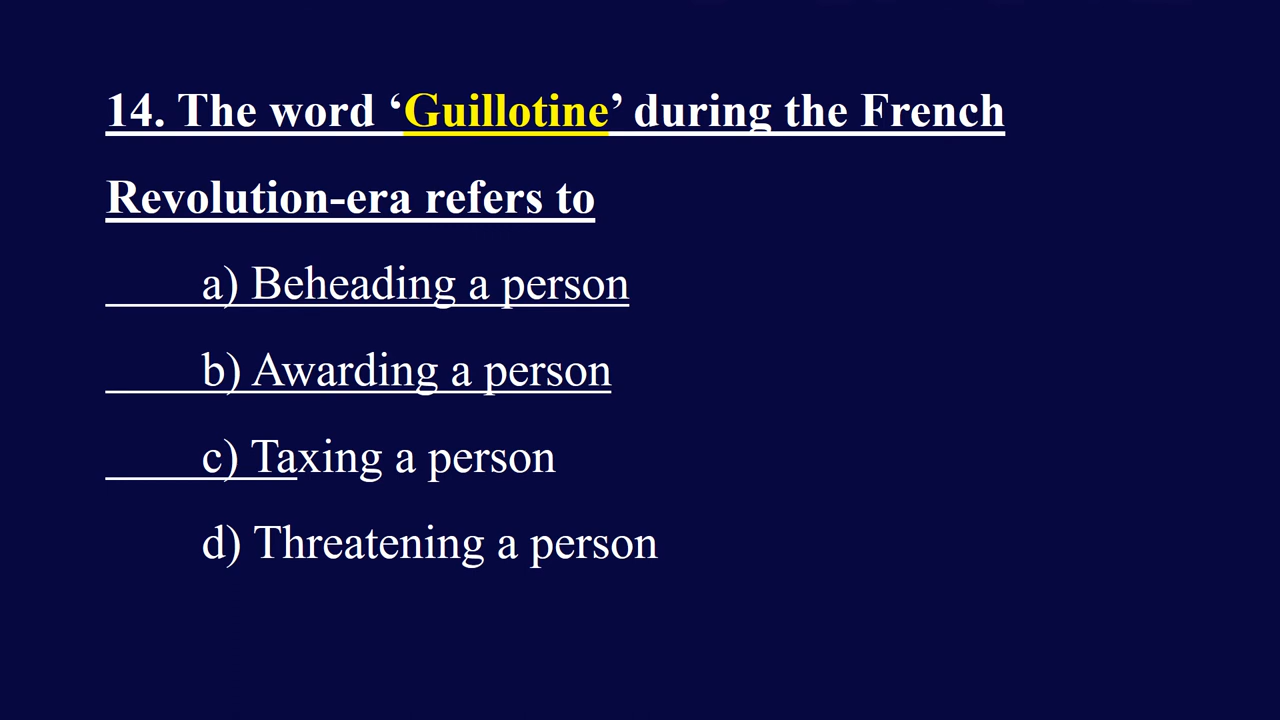 14. The word ‘Guillotine’ during the French
Revolution-era refers to
a) Beheading a person
b) Awarding a person
c) Taxing a person
d) Threatening a person